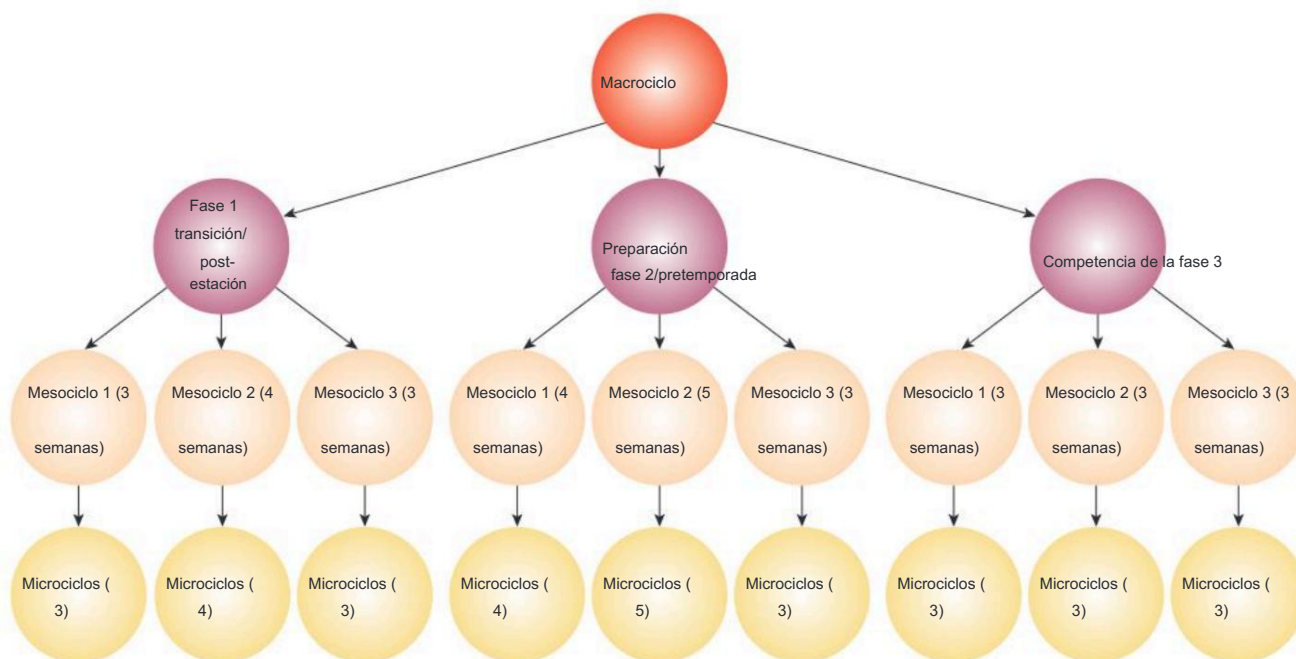 Macrociclo
Fase 1
transición/
post-
estación
Preparación
fase 2/pretemporada
Competencia de la fase 3
Mesociclo 1 (3
semanas)
Mesociclo 2 (4
semanas)
Mesociclo 3 (3
semanas)
Mesociclo 1 (4
semanas)
Mesociclo 2 (5
semanas)
Mesociclo 3 (3
semanas)
Mesociclo 1 (3
semanas)
Mesociclo 2 (3
semanas)
Mesociclo 3 (3
semanas)
Microciclos (
3)
Microciclos (
4)
Microciclos (
3)
Microciclos (
4)
Microciclos (
5)
Microciclos (
3)
Microciclos (
3)
Microciclos (
3)
Microciclos (
3)